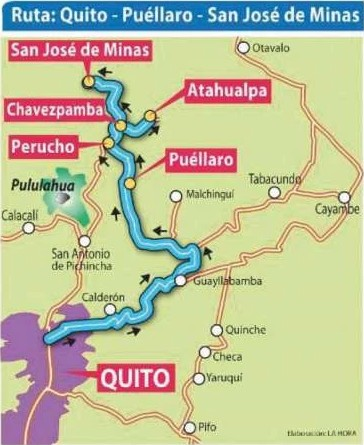 Ruta: Quito - Puéllaro - San José de Minas
San José de Minas
Otavalo
Atahualpa
Chavezpamba
Perucho
Puéllaro
Pululahua
Malchinguí
Tabacundo
Cayambe
Calacalí
San Antonio
de Pichincha
Guayllabamba
Calderón
Quinche
Checa
QUITO
Yaruquí
Pifo
Elaboración: LA HORA